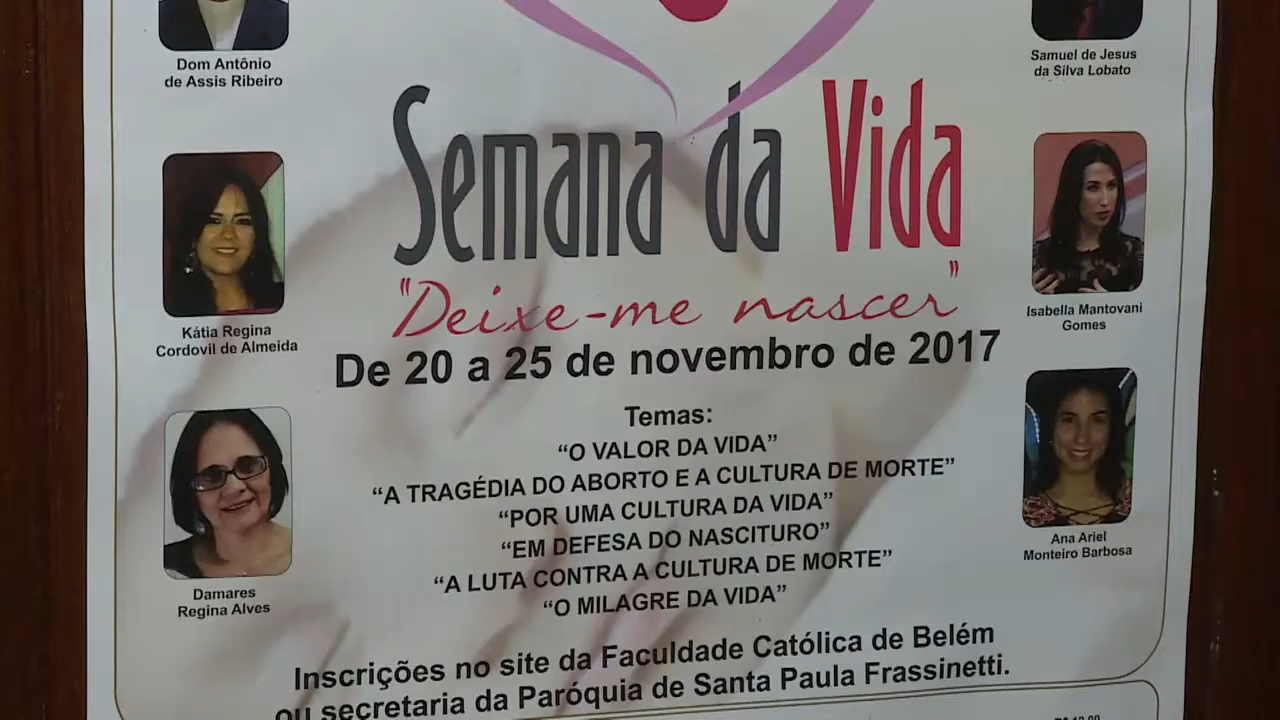 Dom Antônio
de Assis Ribeiro
Samuel de Jesus
da Silva Lobato
Semana da Vida
"Deixe-me nascer"
De 20 a 25 de novembro de 2017
Kátia Regina
Cordovil de Almeida
Isabella Mantovani
Gomes
Temas:
“O VALOR DA VIDA”
“A TRAGÉDIA DO ABORTO E A CULTURA DE MORTE”
“POR UMA CULTURA DA VIDA”
“EM DEFESA DO NASCITURO”
“A LUTA CONTRA A CULTURA DE MORTE”
“O MILAGRE DA VIDA”
Damares
Regina Alves
Ana Ariel
Monteiro Barbosa
Inscrições no site da Faculdade Católica de Belém
ou secretaria da Paróquia de Santa Paula Frassinetti.